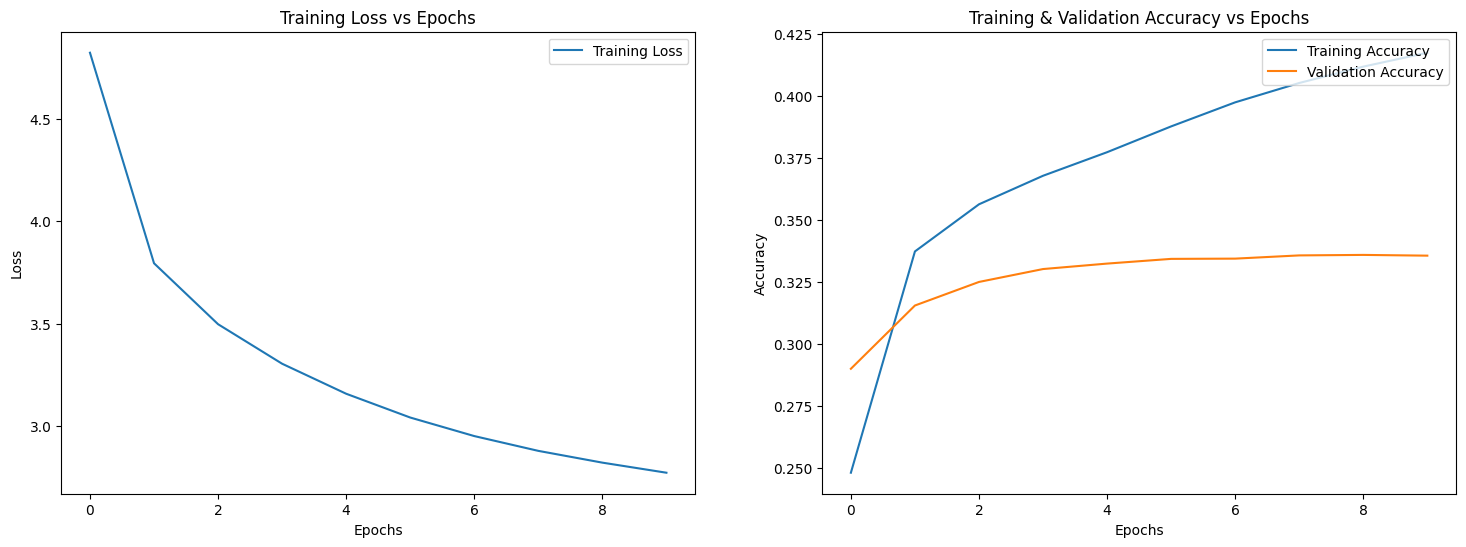 Training Loss vs Epochs
Training Loss
4.5
4.0
3.5
3.0
Loss
0
2
4
6
8
Epochs
Training & Validation Accuracy vs Epochs
Training Accuracy
Validation Accuracy
0.425
0.400
0.375
0.350
0.325
0.300
0.275
0.250
Accuracy
0
2
4
6
8
Epochs